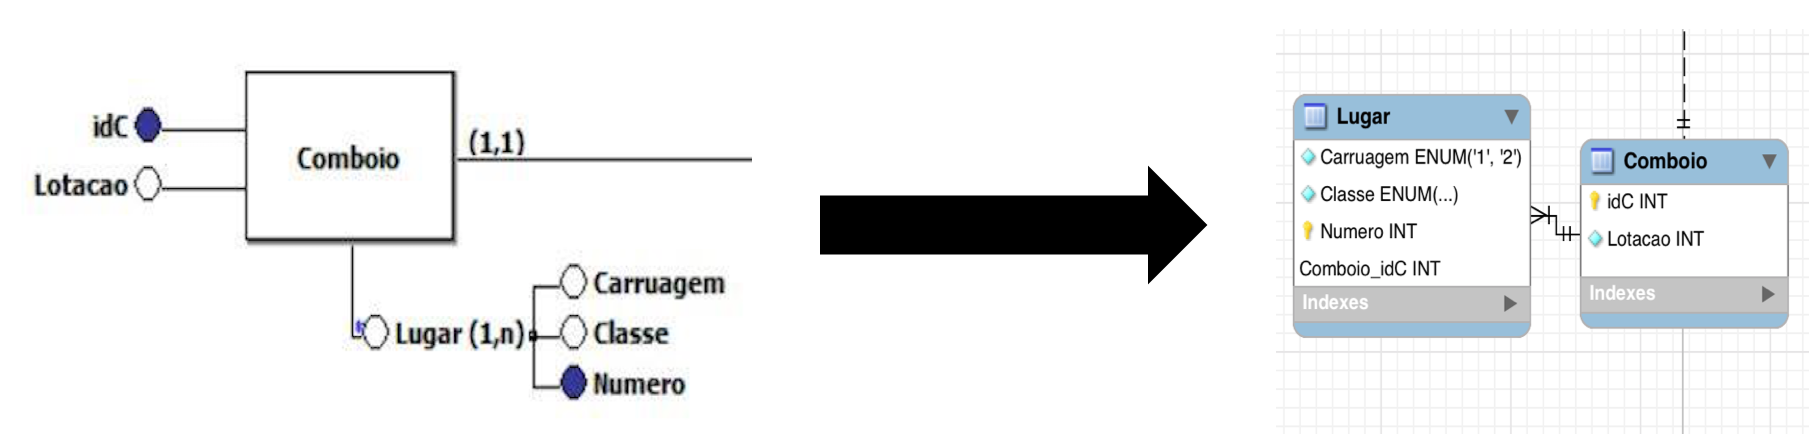 idC
Lotacao
Comboio
(1,1)
Lugar (1,n)
Carruagem
Classe
Numero
Lugar
Carruagem ENUM('1', '2')
Classe ENUM(...)
Numero INT
Comboio_idC INT
Indexes
Comboio
idC INT
Lotacao INT
Indexes